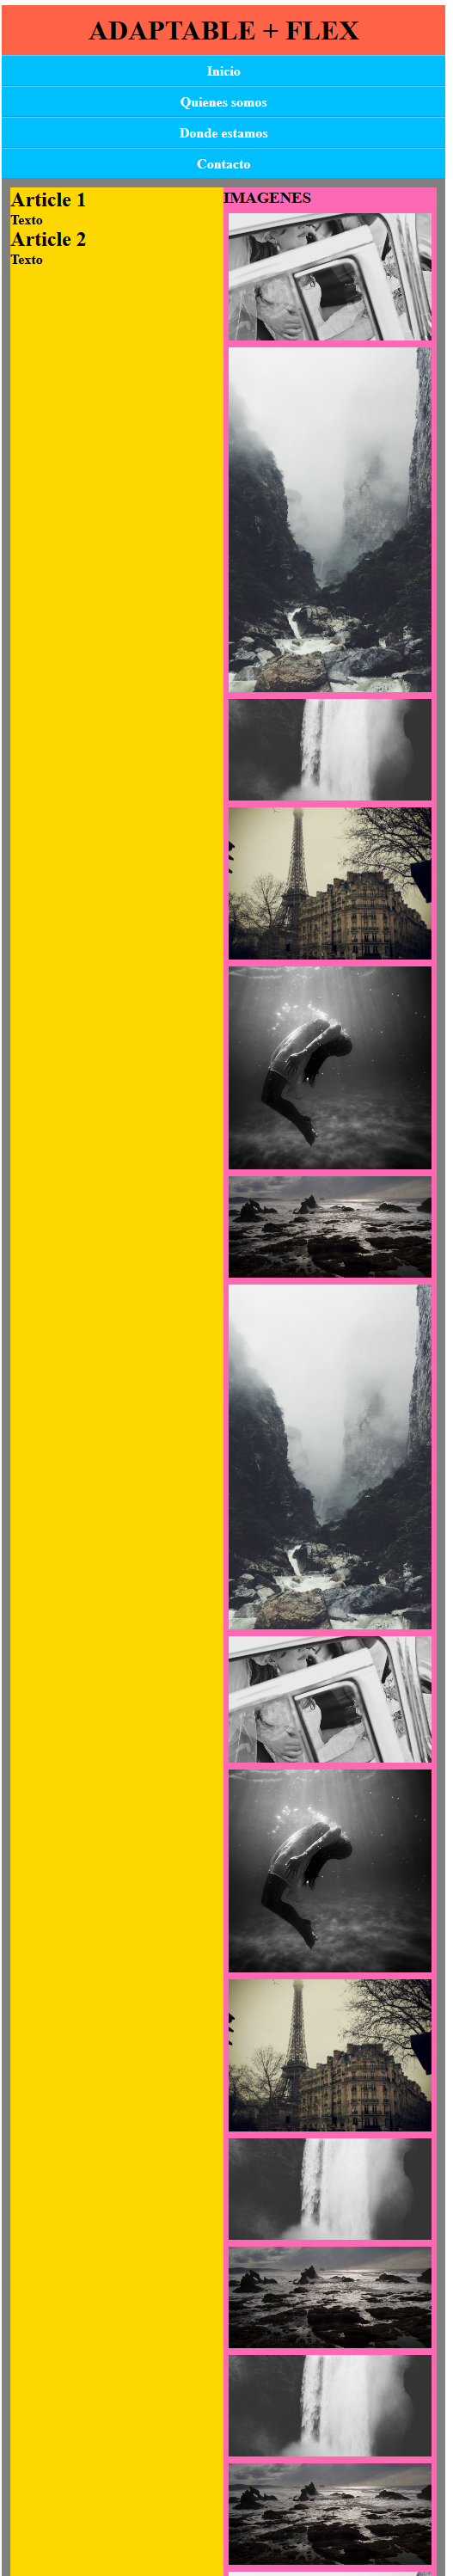 ADAPTABLE + FLEX
Inicio
Quienes somos
Donde estamos
Contacto
Article 1
Texto
Article 2
Texto
IMAGENES